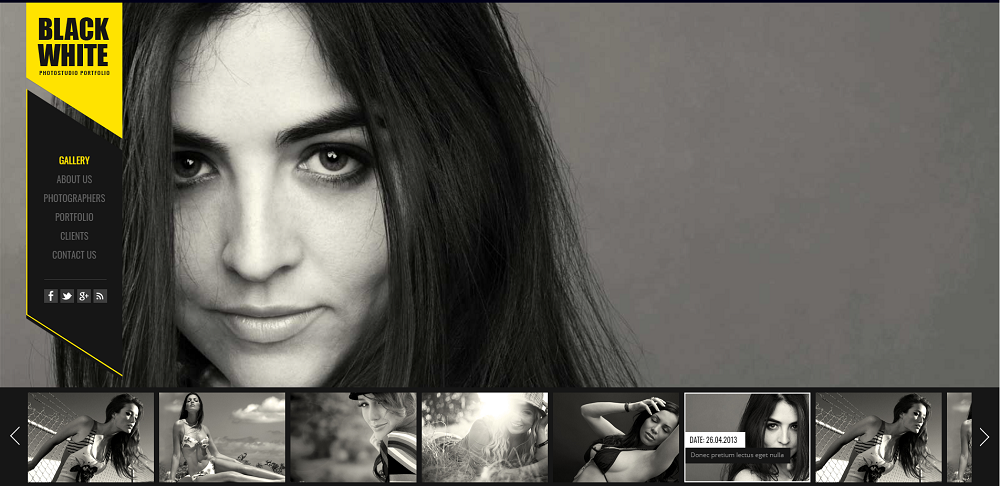 BLACK
WHITE
PHOTOSTUDIO PORTFOLIO
GALLERY
ABOUT US
PHOTOGRAPHERS
PORTFOLIO
CLIENTS
CONTACT US
DATE: 26.04.2013
Donec pretium lectus eget nulla